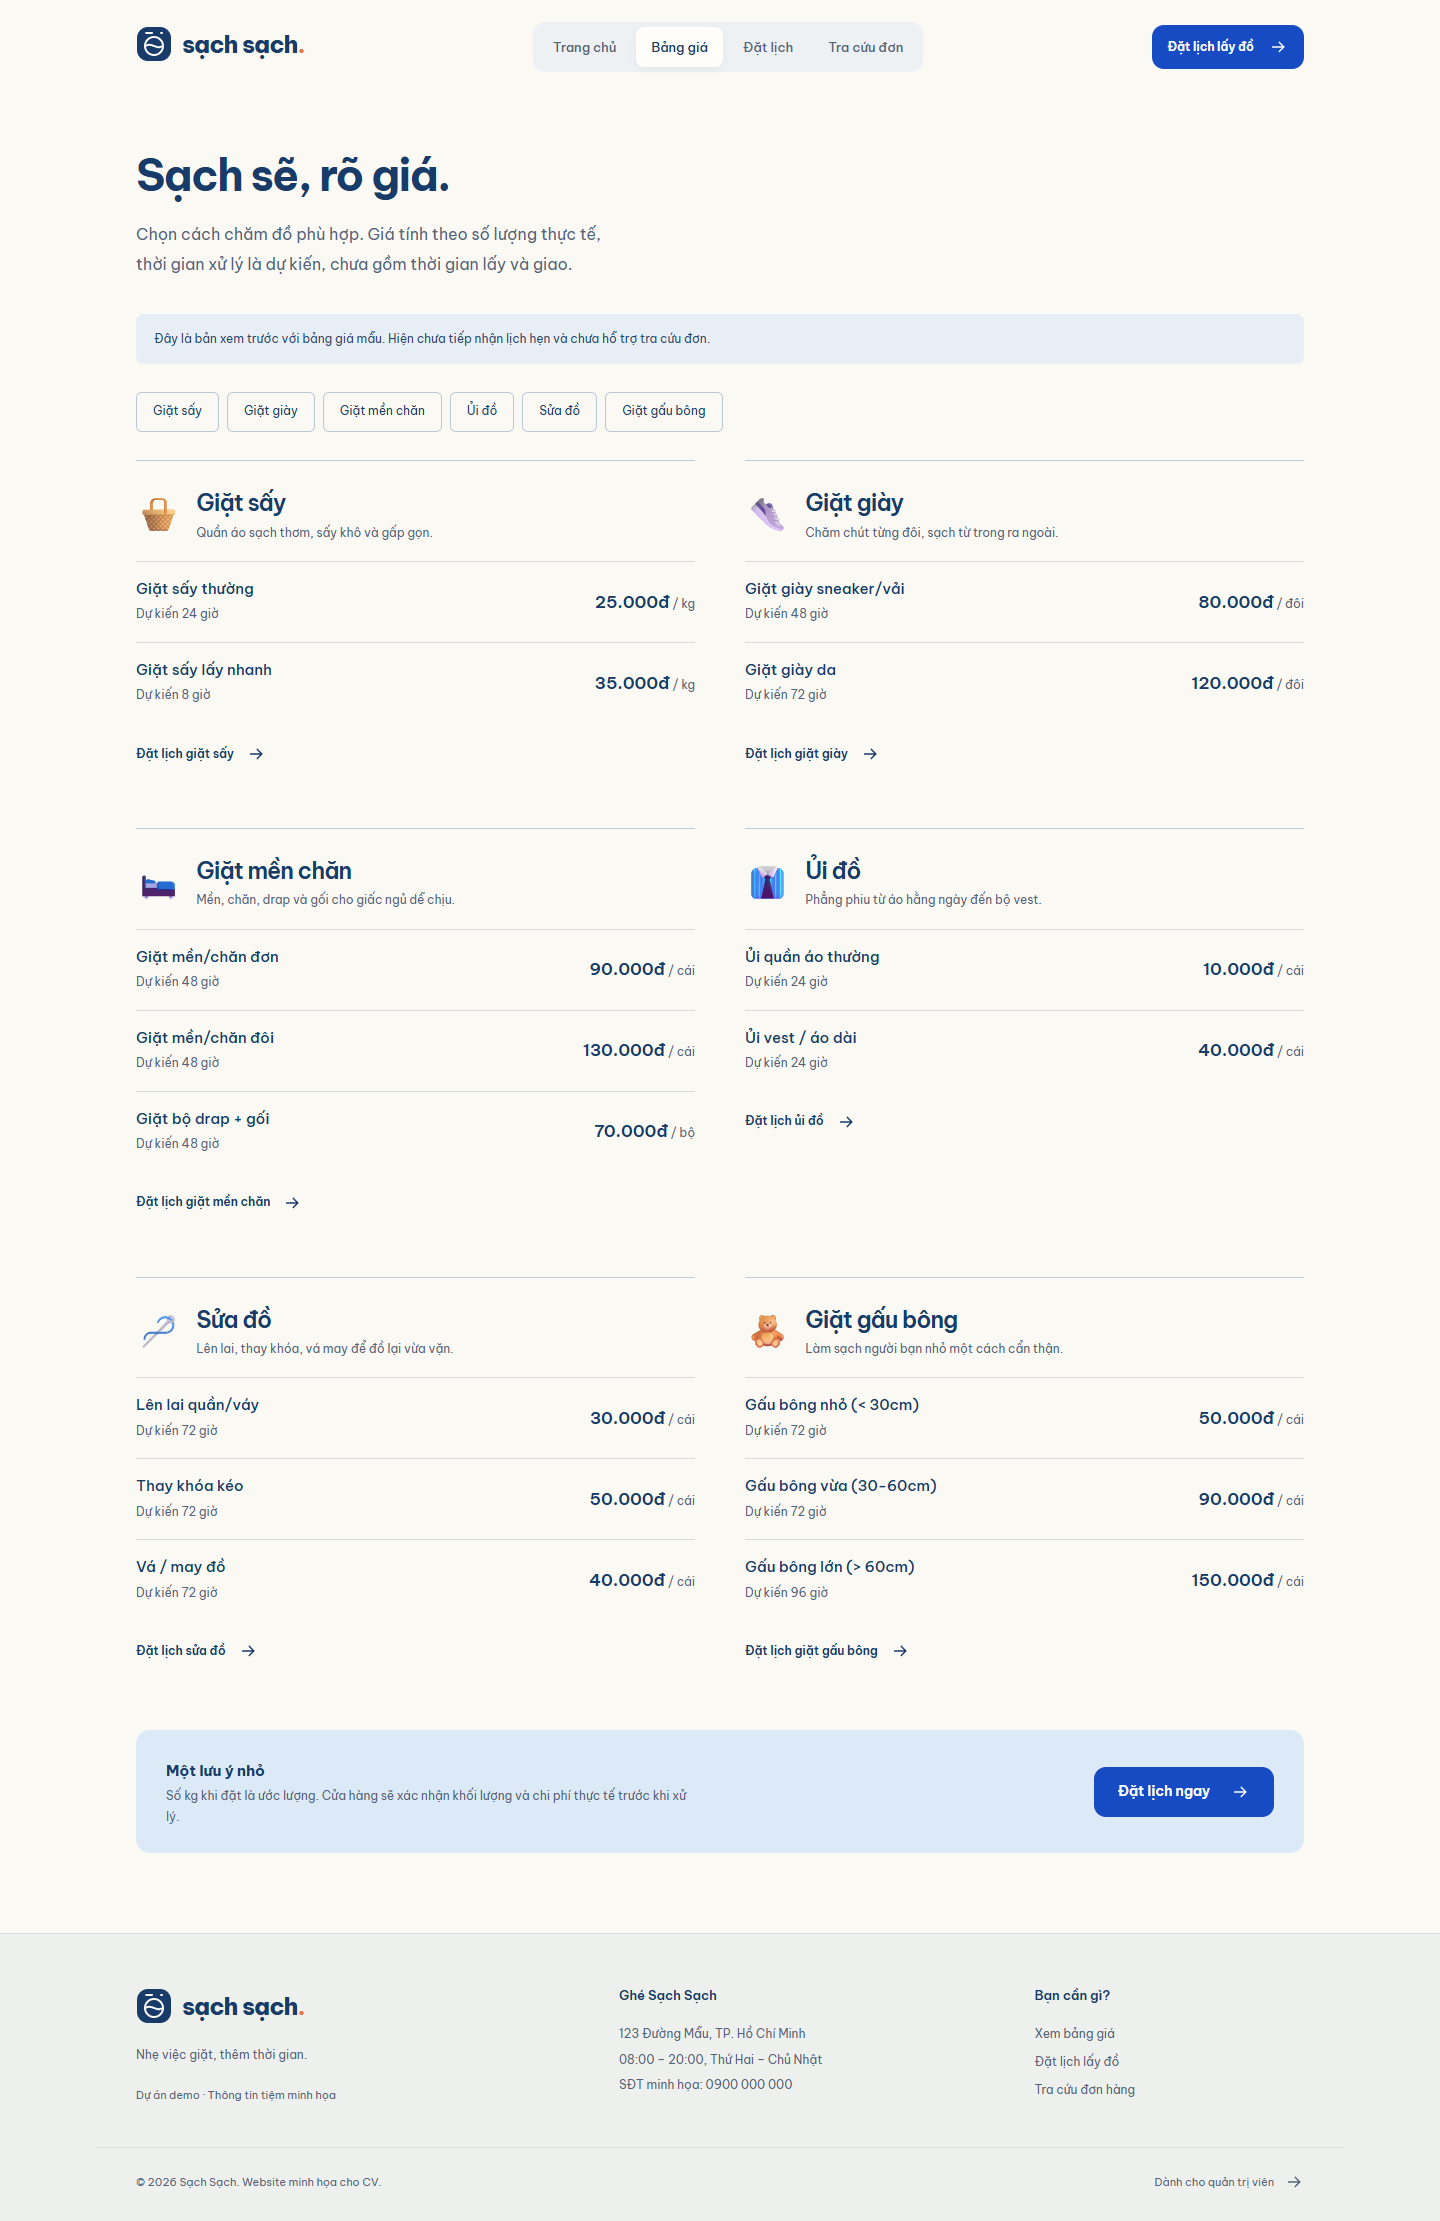 sạch sạch.
Trang chủ
Bảng giá
Đặt lịch
Tra cứu đơn
Đặt lịch lấy đồ
Sạch sẽ, rõ giá.
Chọn cách chăm đồ phù hợp. Giá tính theo số lượng thực tế,
thời gian xử lý là dự kiến, chưa gồm thời gian lấy và giao.
Đây là bản xem trước với bảng giá mẫu. Hiện chưa tiếp nhận lịch hẹn và chưa hỗ trợ tra cứu đơn.
Giặt sấy
Giặt giày
Giặt mền chăn
Ủi đồ
Sửa đồ
Giặt gấu bông
Giặt sấy
Quần áo sạch thơm, sấy khô và gấp gọn.
Giặt sấy thường
Dự kiến 24 giờ
25.000đ / kg
Giặt sấy lấy nhanh
Dự kiến 8 giờ
35.000đ / kg
Đặt lịch giặt sấy
Giặt giày
Chăm chút từng đôi, sạch từ trong ra ngoài.
Giặt giày sneaker/vải
Dự kiến 48 giờ
80.000đ / đôi
Giặt giày da
Dự kiến 72 giờ
120.000đ / đôi
Đặt lịch giặt giày
Giặt mền chăn
Mền, chăn, drap và gối cho giấc ngủ dễ chịu.
Giặt mền/chăn đơn
Dự kiến 48 giờ
90.000đ / cái
Giặt mền/chăn đôi
Dự kiến 48 giờ
130.000đ / cái
Giặt bộ drap + gối
Dự kiến 48 giờ
70.000đ / bộ
Đặt lịch giặt mền chăn
Ủi đồ
Phẳng phiu từ áo hằng ngày đến bộ vest.
Ủi quần áo thường
Dự kiến 24 giờ
10.000đ / cái
Ủi vest / áo dài
Dự kiến 24 giờ
40.000đ / cái
Đặt lịch ủi đồ
Sửa đồ
Lên lai, thay khóa, vá may để đồ lại vừa vặn.
Lên lai quần/váy
Dự kiến 72 giờ
30.000đ / cái
Thay khóa kéo
Dự kiến 72 giờ
50.000đ / cái
Vá / may đồ
Dự kiến 72 giờ
40.000đ / cái
Đặt lịch sửa đồ
Giặt gấu bông
Làm sạch người bạn nhỏ một cách cẩn thận.
Gấu bông nhỏ (< 30cm)
Dự kiến 72 giờ
50.000đ / cái
Gấu bông vừa (30-60cm)
Dự kiến 72 giờ
90.000đ / cái
Gấu bông lớn (> 60cm)
Dự kiến 96 giờ
150.000đ / cái
Đặt lịch giặt gấu bông
Một lưu ý nhỏ
Số kg khi đặt là ước lượng. Cửa hàng sẽ xác nhận khối lượng và chi phí thực tế trước khi xử
lý.
Đặt lịch ngay
sạch sạch.
Nhẹ việc giặt, thêm thời gian.
Dự án demo · Thông tin tiệm minh họa
Ghé Sạch Sạch
123 Đường Mẫu, TP. Hồ Chí Minh
08:00 – 20:00, Thứ Hai – Chủ Nhật
SĐT minh họa: 0900 000 000
Bạn cần gì?
Xem bảng giá
Đặt lịch lấy đồ
Tra cứu đơn hàng
© 2026 Sạch Sạch. Website minh họa cho CV.
Dành cho quản trị viên